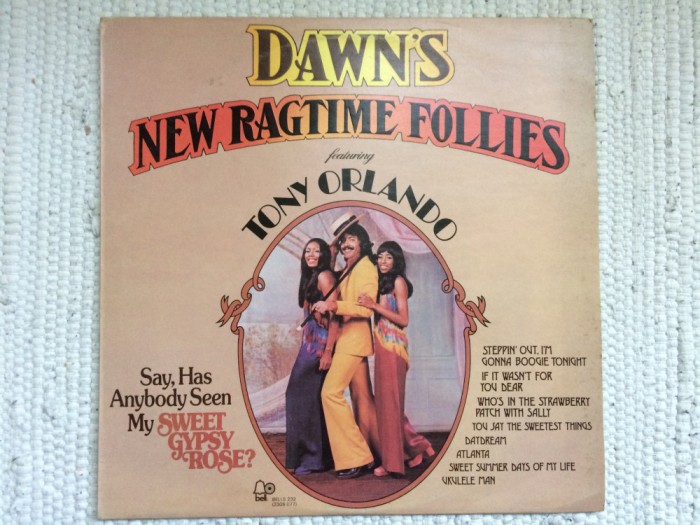 DAWN'S
NEW RAGTIME FOLLIES
featuring
TONY ORLANDO
Say, Has
Anybody Seen
My SWEET
GYPSY
ROSE?
STEPPIN' OUT, I'M
GONNA BOOGIE TONIGHT
IF IT WASN'T FOR
YOU DEAR
WHO'S IN THE STRAWBERRY
PATCH WITH SALLY
YOU SAY THE SWEETEST THINGS
DAYDREAM
ATLANTA
SWEET SUMMER DAYS OF MY LIFE
UKULELE MAN
bell